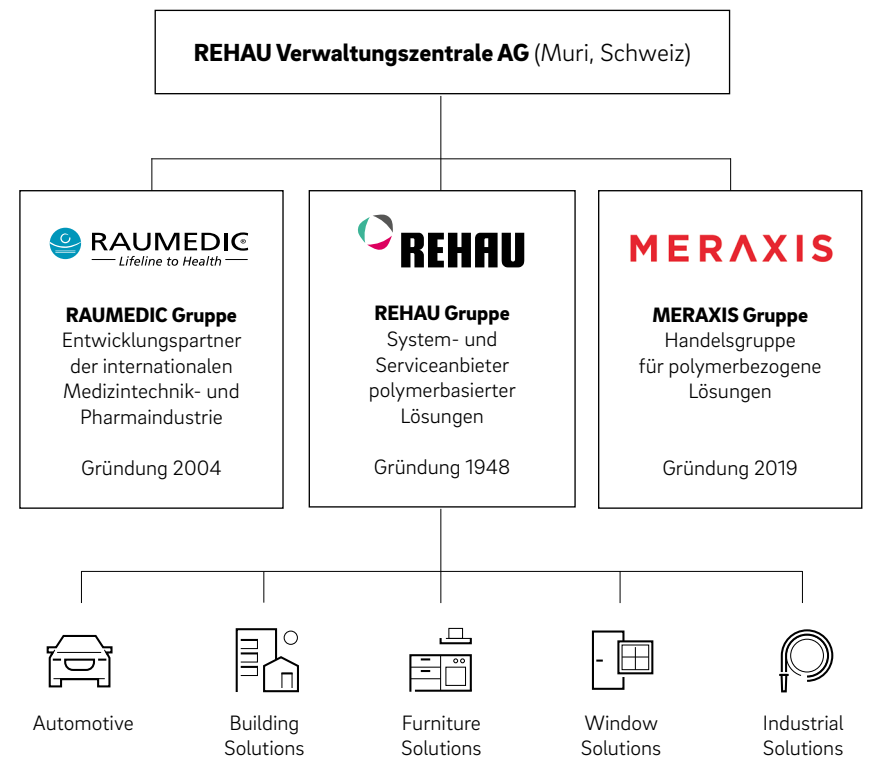 REHAU Verwaltungszentrale AG (Muri, Schweiz)
RAUMEDIC®
Lifeline to Health
RAUMEDIC Gruppe
Entwicklungspartner
der internationalen
Medizintechnik- und
Pharmaindustrie
Gründung 2004
REHAU
REHAU Gruppe
System- und
Serviceanbieter
polymerbasierter
Lösungen
Gründung 1948
MERAXIS
MERAXIS Gruppe
Handelsgruppe
für polymerbezogene
Lösungen
Gründung 2019
Automotive
Building
Solutions
Furniture
Solutions
Window
Solutions
Industrial
Solutions